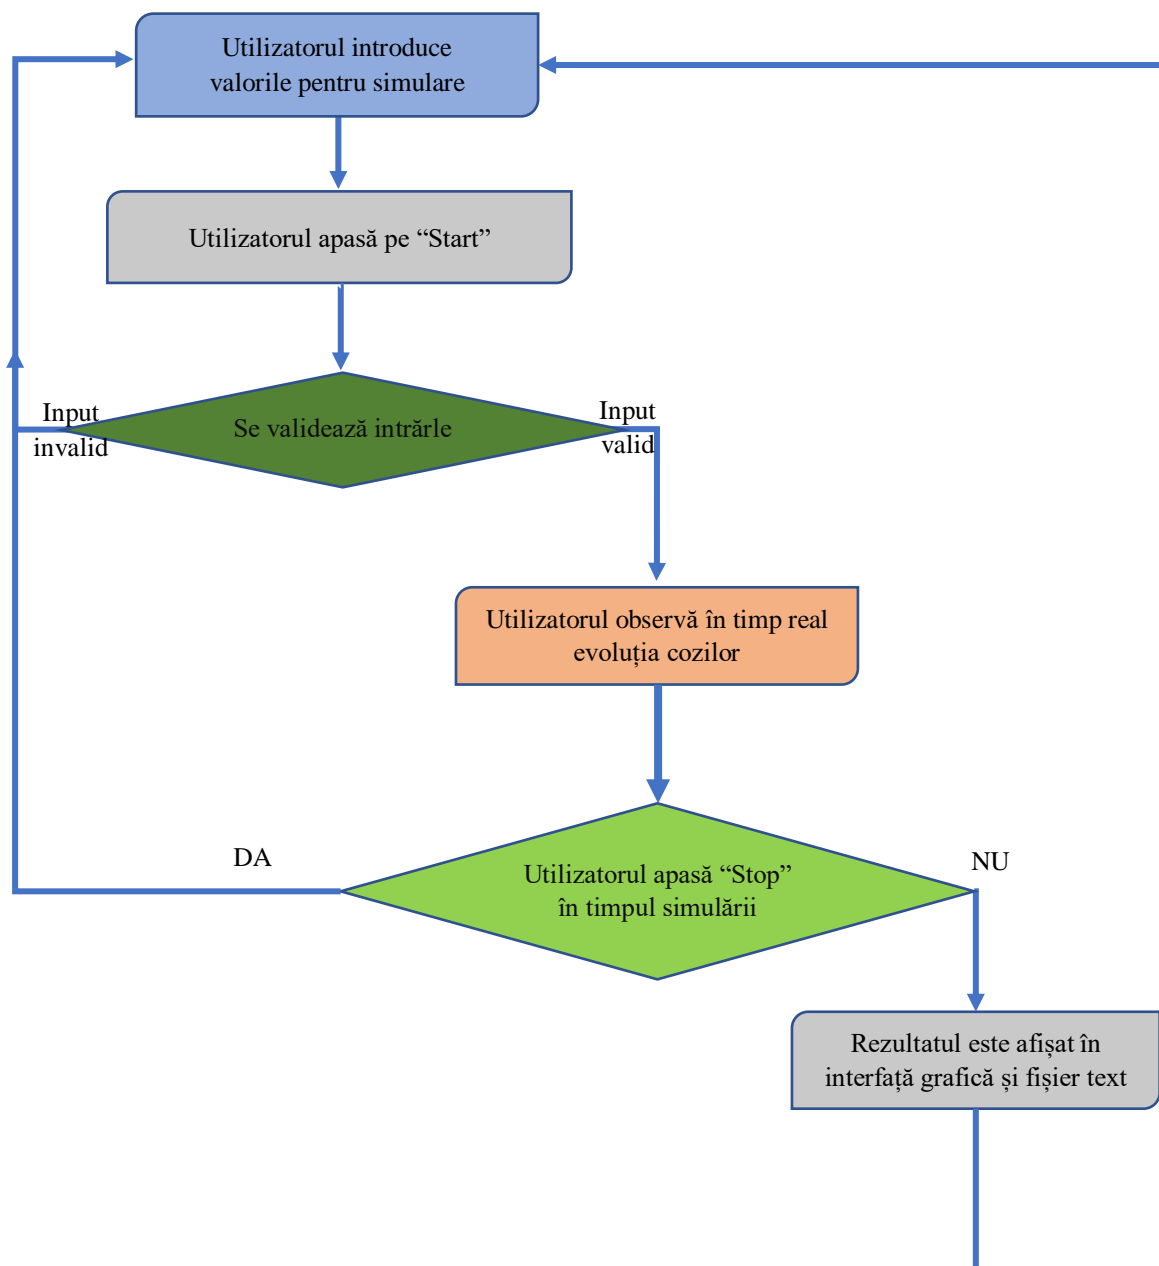 Utilizatorul introduce
valorile pentru simulare
Utilizatorul apasă pe “Start”
Input
invalid
Se validează intrărle
Input
valid
Utilizatorul observă în timp real
evoluția cozilor
DA
Utilizatorul apasă “Stop”
în timpul simulării
NU
Rezultatul este afișat în
interfață grafică și fișier text